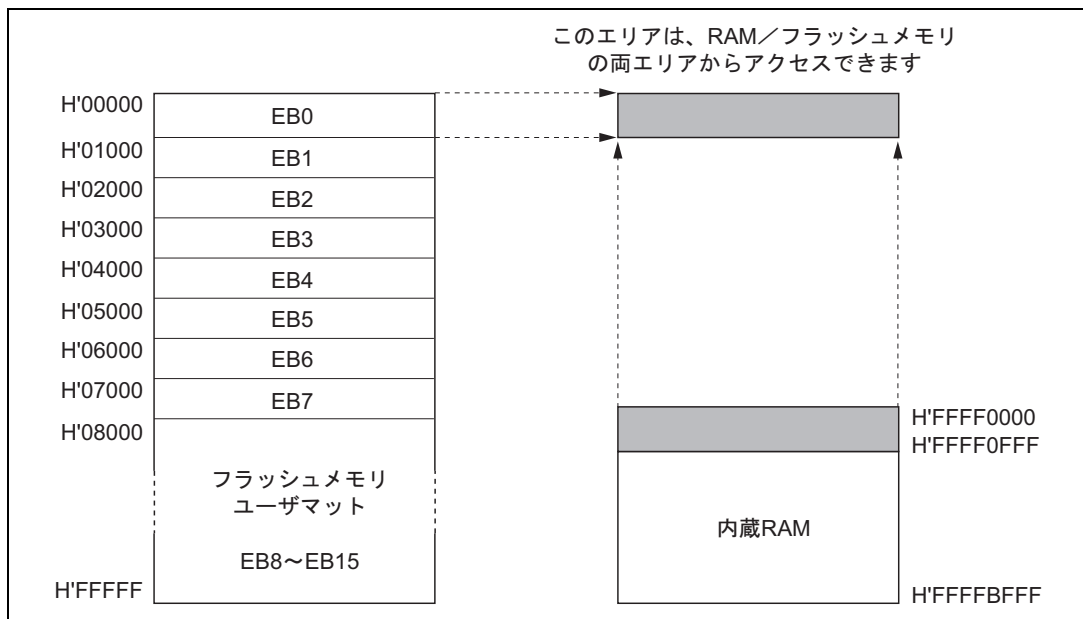 このエリアは、RAM／フラッシュメモリ
の両エリアからアクセスできます
H'00000
EB0
H'01000
EB1
H'02000
EB2
H'03000
EB3
H'04000
EB4
H'05000
EB5
H'06000
EB6
H'07000
EB7
H'08000
フラッシュメモリ
ユーザマット
EB8～EB15
H'FFFFF
H'FFFF0000
H'FFFF0FFF
内蔵RAM
H'FFFFBFFF